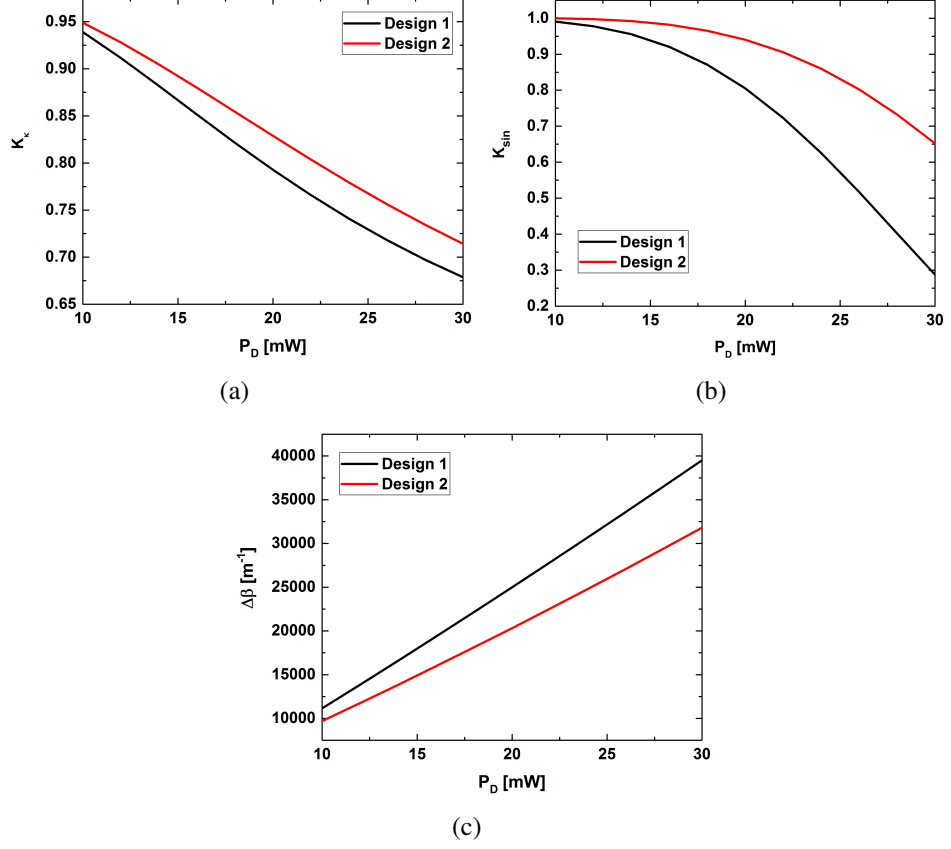 0.95
0.90
0.85
0.80
0.75
0.70
0.65
K_κ
10 15 20 25 30
P_D [mW]
Design 1
Design 2
(a)
1.0
0.9
0.8
0.7
0.6
0.5
0.4
0.3
0.2
K_sin
10 15 20 25 30
P_D [mW]
Design 1
Design 2
(b)
40000
35000
30000
25000
20000
15000
10000
Δβ [m⁻¹]
10 15 20 25 30
P_D [mW]
Design 1
Design 2
(c)